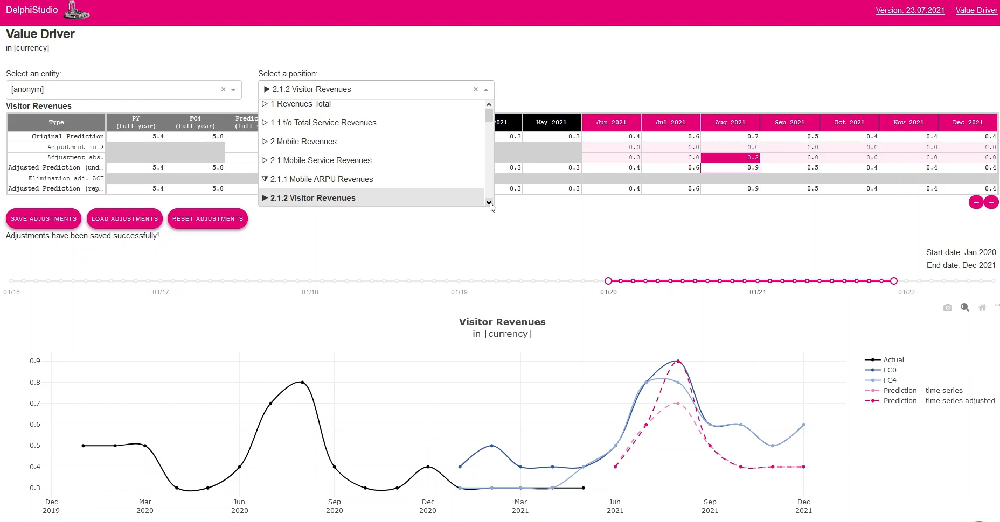 DelphiStudio
Version: 23.07.2021 Value Driver
Value Driver
in [currency]
Select an entity: Select a position:
[anonym] × ▶ 2.1.2 Visitor Revenues ×
▷ 1 Revenues Total
▷ 1.1 t/o Total Service Revenues
▷ 2 Mobile Revenues
▷ 2.1 Mobile Service Revenues
⧩ 2.1.1 Mobile ARPU Revenues
▶ 2.1.2 Visitor Revenues
Visitor Revenues
Type PY (full year) FC4 (full year) Predic (full y 2021 May 2021 Jun 2021 Jul 2021 Aug 2021 Sep 2021 Oct 2021 Nov 2021 Dec 2021
Original Prediction 5.4 5.8 0.3 0.3 0.4 0.6 0.7 0.5 0.4 0.4 0.4
Adjustment in % 0.0 0.0 0.0 0.0 0.0 0.0 0.0
Adjustment abs. 0.0 0.0 0.2 0.0 0.0 0.0 0.0
Adjusted Prediction (und… 5.4 5.8 0.3 0.3 0.4 0.6 0.9 0.5 0.4 0.4 0.4
Elimination adj. ACT
Adjusted Prediction (rep… 5.4 5.8 0.3 0.3 0.4 0.6 0.9 0.5 0.4 0.4 0.4
← →
SAVE ADJUSTMENTS LOAD ADJUSTMENTS RESET ADJUSTMENTS
Adjustments have been saved successfully!
Start date: Jan 2020
End date: Dec 2021
01/16 01/17 01/18 01/19 01/20 01/21 01/22
Visitor Revenues
in [currency]
0.9
0.8
0.7
0.6
0.5
0.4
0.3
Dec 2019 Mar 2020 Jun 2020 Sep 2020 Dec 2020 Mar 2021 Jun 2021 Sep 2021 Dec 2021
Actual
FC0
FC4
Prediction – time series
Prediction – time series adjusted